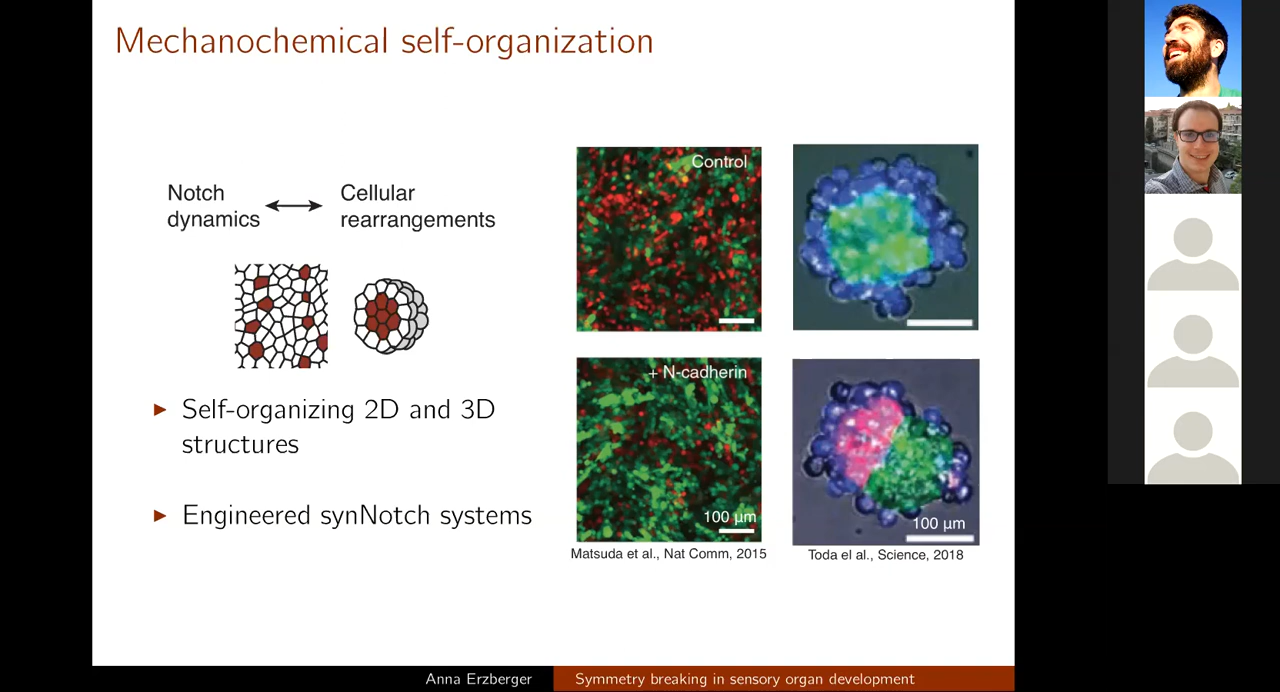 Mechanochemical self-organization
Notch
dynamics
Cellular
rearrangements
► Self-organizing 2D and 3D
structures
► Engineered synNotch systems
Control
+ N-cadherin
100 µm
Matsuda et al., Nat Comm, 2015
100 µm
Toda el al., Science, 2018
Anna Erzberger
Symmetry breaking in sensory organ development